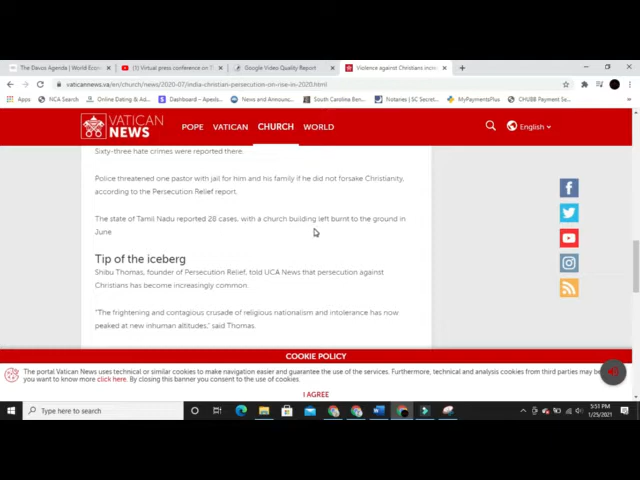 The Davos Agenda | World Econ
(3) Virtual press conference on
Google Video Quality Report
Violence against Christians incre
vaticannews.va/en/church/news/2020-07/india-christian-persecution-on-rise-in-2020.html
Apps
NCA Search
Online Dating & Ad...
Dashboard – Apeds...
News and Announc...
South Carolina Benc...
Notaries | SC Secret...
MyPaymentsPlus
CHUBB Payment Se...
VATICAN
NEWS
POPE
VATICAN
CHURCH
WORLD
English
Sixty-three hate crimes were reported there.
Police threatened one pastor with jail for him and his family if he did not forsake Christianity,
according to the Persecution Relief report.
The state of Tamil Nadu reported 28 cases, with a church building left burnt to the ground in
June
Tip of the iceberg
Shibu Thomas, founder of Persecution Relief, told UCA News that persecution against
Christians has become increasingly common.
"The frightening and contagious crusade of religious nationalism and intolerance has now
peaked at new inhuman altitudes," said Thomas.
COOKIE POLICY
The portal Vatican News uses technical or similar cookies to make navigation easier and guarantee the use of the services. Furthermore, technical and analysis cookies from third parties may be
you want to know more click here. By closing this banner you consent to the use of cookies.
I AGREE
Type here to search
5:51 PM
1/25/2021